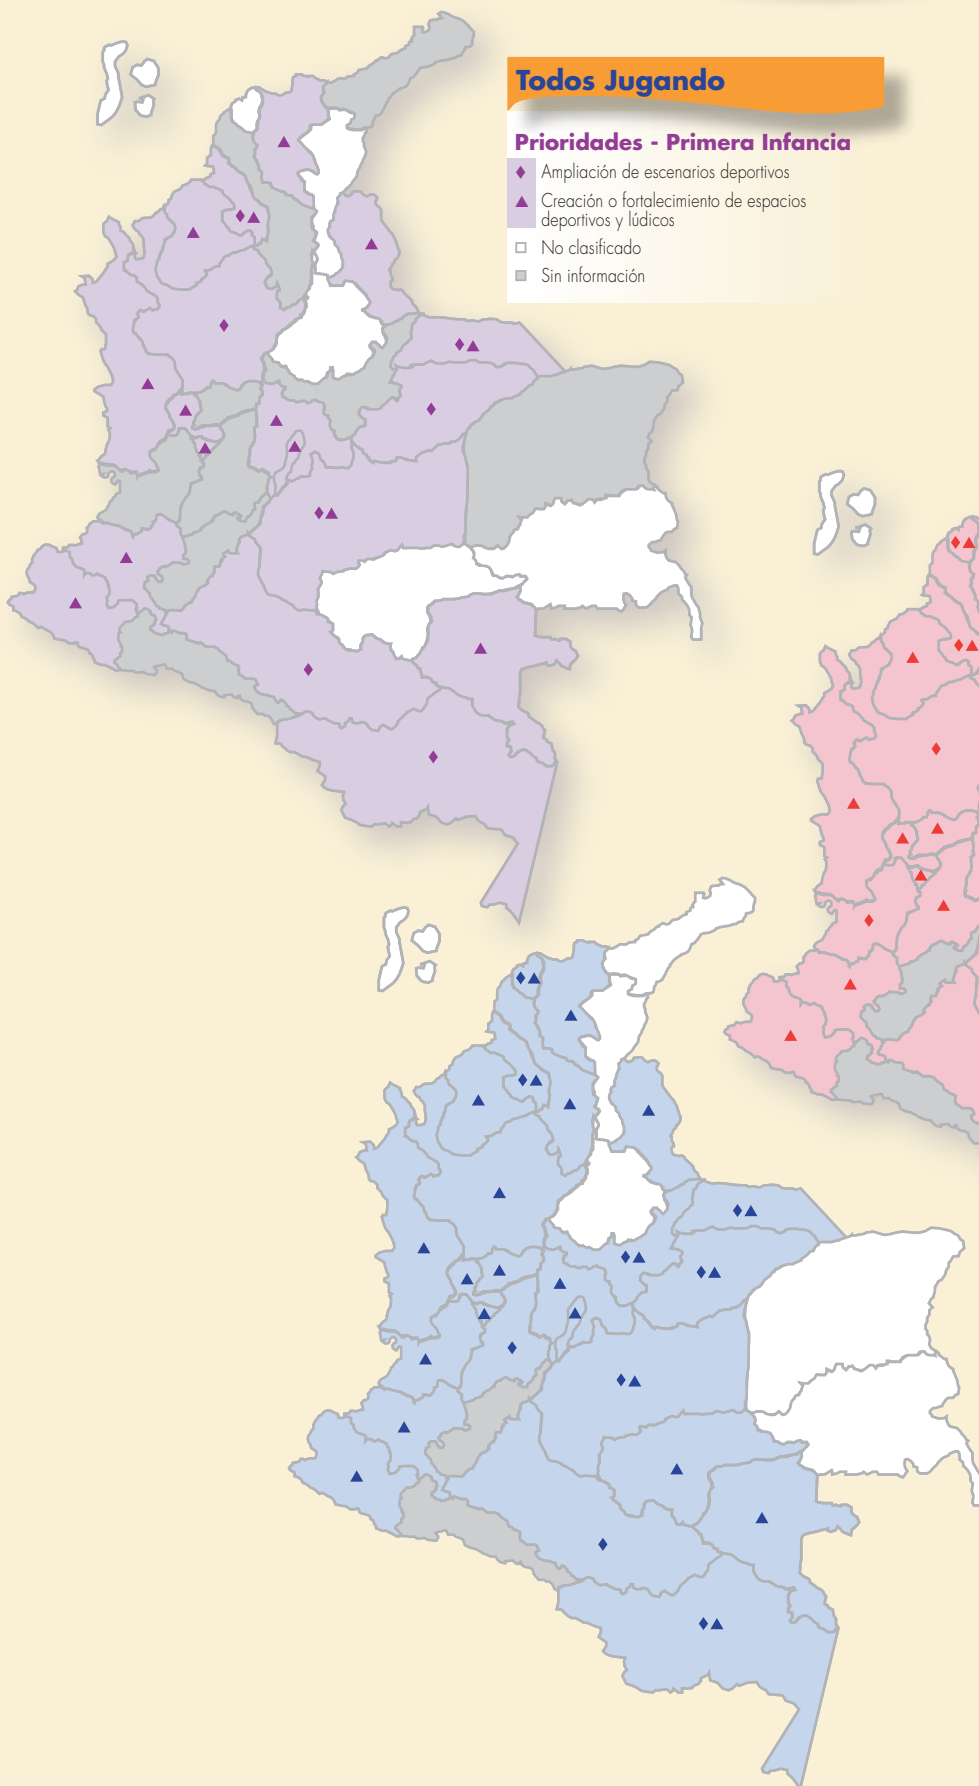 Todos Jugando
Prioridades - Primera Infancia
Ampliación de escenarios deportivos
Creación o fortalecimiento de espacios
deportivos y lúdicos
No clasificado
Sin información